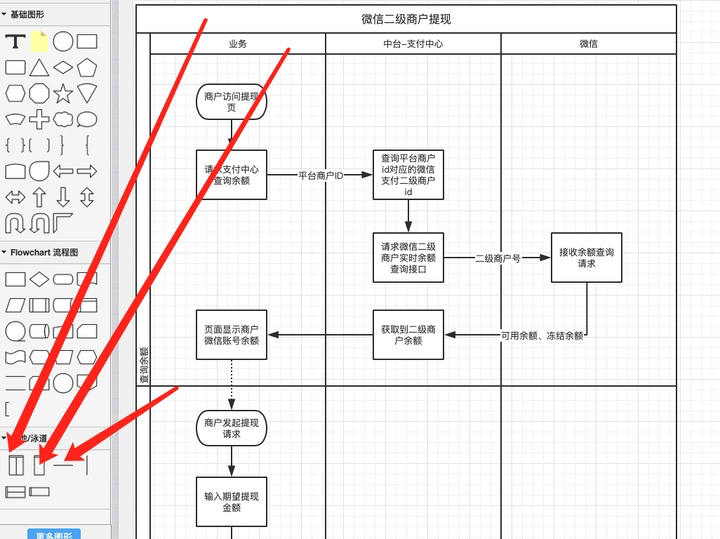 基础图形
T
Flowchart 流程图
池/泳道
更多图形
微信二级商户提现
业务
中台-支付中心
微信
商户访问提现
页
请求支付中心
查询余额
平台商户ID
查询平台商户
id对应的微信
支付二级商户
id
请求微信二级
商户实时余额
查询接口
二级商户号
接收余额查询
请求
页面显示商户
微信账号余额
获取到二级商
户余额
可用余额、冻结余额
查询余额
商户发起提现
请求
输入期望提现
金额